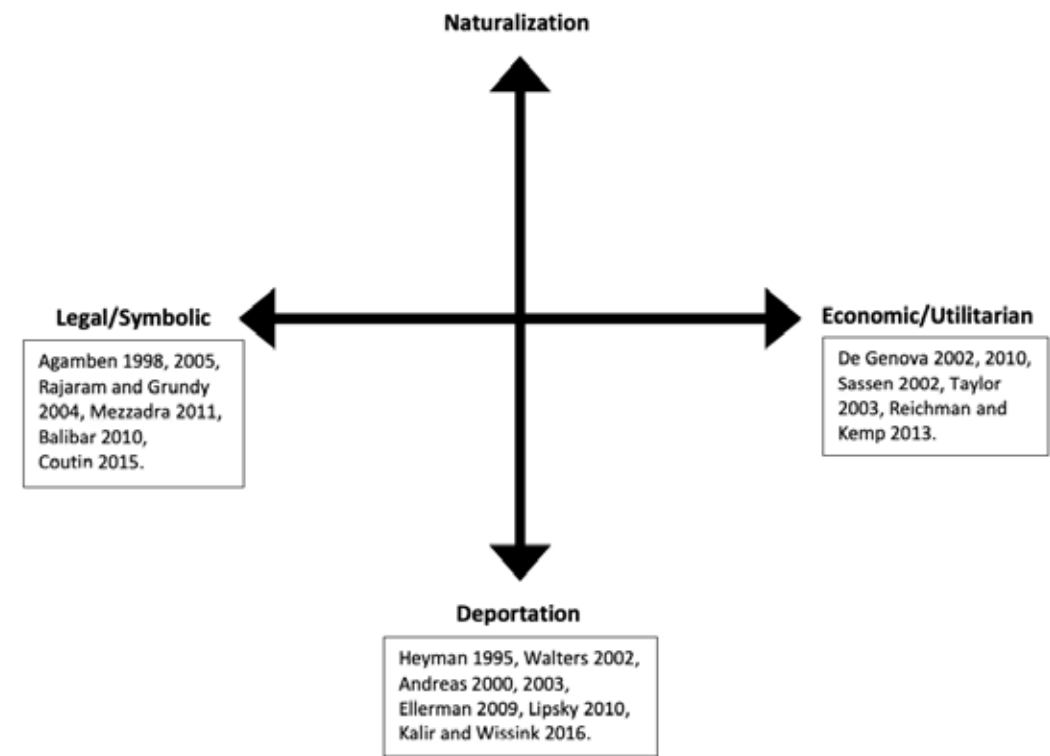 Naturalization
Legal/Symbolic
Agamben 1998, 2005,
Rajaram and Grundy
2004, Mezzadra 2011,
Balibar 2010,
Coutin 2015.
Economic/Utilitarian
De Genova 2002, 2010,
Sassen 2002, Taylor
2003, Reichman and
Kemp 2013.
Deportation
Heyman 1995, Walters 2002,
Andreas 2000, 2003,
Ellerman 2009, Lipsky 2010,
Kalir and Wissink 2016.